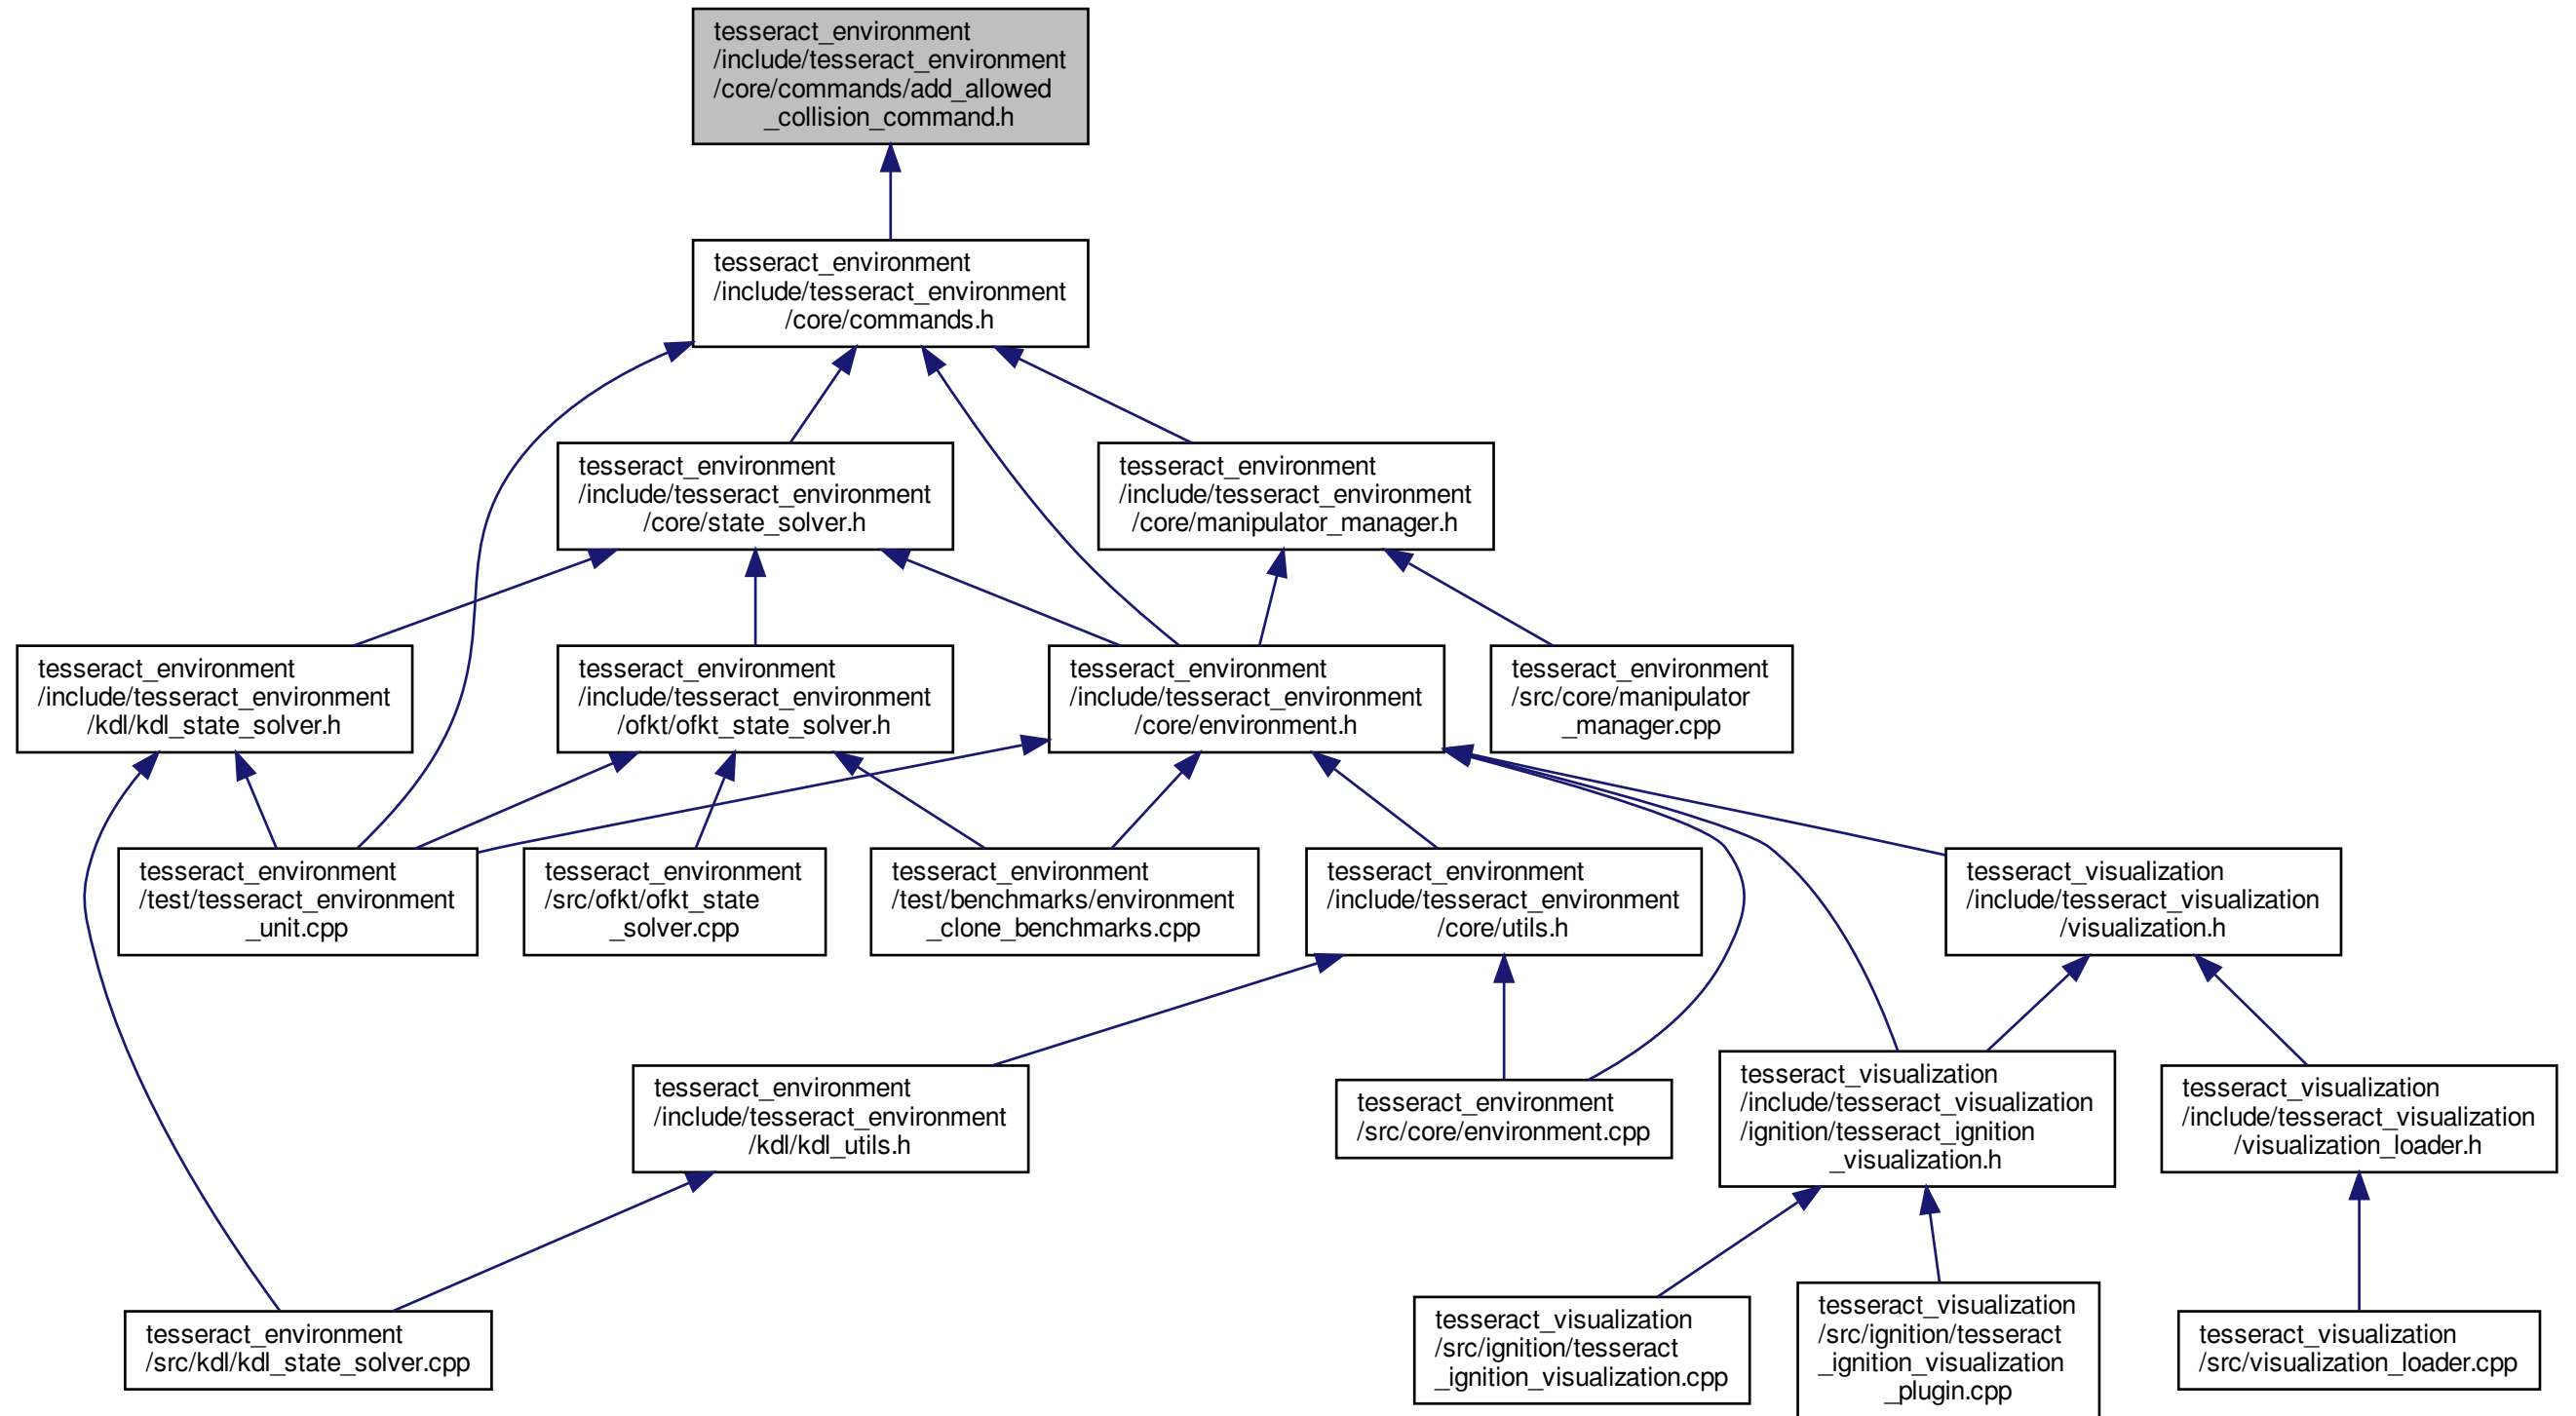 tesseract_environment
/include/tesseract_environment
/core/commands/add_allowed
_collision_command.h
tesseract_environment
/include/tesseract_environment
/core/commands.h
tesseract_environment
/include/tesseract_environment
/core/state_solver.h
tesseract_environment
/include/tesseract_environment
/core/manipulator_manager.h
tesseract_environment
/include/tesseract_environment
/kdl/kdl_state_solver.h
tesseract_environment
/include/tesseract_environment
/ofkt/ofkt_state_solver.h
tesseract_environment
/include/tesseract_environment
/core/environment.h
tesseract_environment
/src/core/manipulator
_manager.cpp
tesseract_environment
/test/tesseract_environment
_unit.cpp
tesseract_environment
/src/ofkt/ofkt_state
_solver.cpp
tesseract_environment
/test/benchmarks/environment
_clone_benchmarks.cpp
tesseract_environment
/include/tesseract_environment
/core/utils.h
tesseract_visualization
/include/tesseract_visualization
/visualization.h
tesseract_environment
/include/tesseract_environment
/kdl/kdl_utils.h
tesseract_environment
/src/core/environment.cpp
tesseract_visualization
/include/tesseract_visualization
/ignition/tesseract_ignition
_visualization.h
tesseract_visualization
/include/tesseract_visualization
/visualization_loader.h
tesseract_environment
/src/kdl/kdl_state_solver.cpp
tesseract_visualization
/src/ignition/tesseract
_ignition_visualization.cpp
tesseract_visualization
/src/ignition/tesseract
_ignition_visualization
_plugin.cpp
tesseract_visualization
/src/visualization_loader.cpp